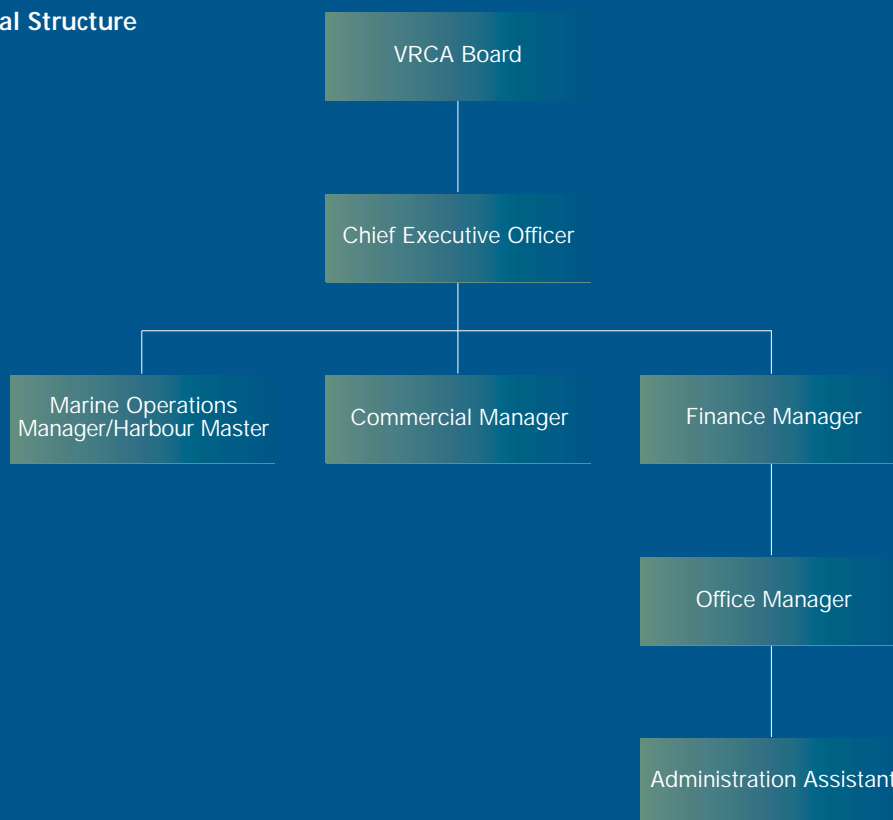 al Structure
VRCA Board
Chief Executive Officer
Marine Operations
Manager/Harbour Master
Commercial Manager
Finance Manager
Office Manager
Administration Assistant